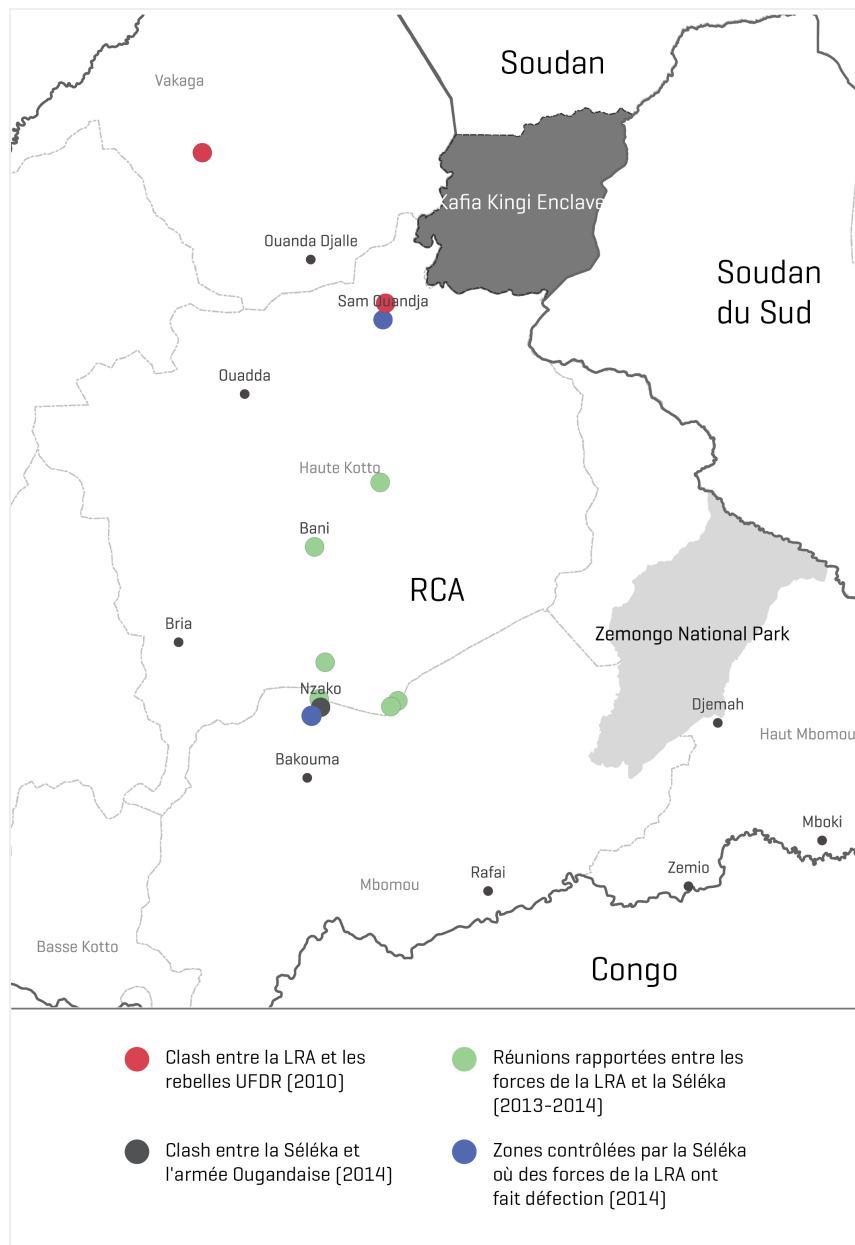 Soudan
Vakaga
Kafia Kingi Enclave
Ouanda Djalle
Soudan
du Sud
Sam Ouandja
Ouadda
Haute Kotto
Bani
RCA
Bria
Zemongo National Park
Nzako
Djemah
Haut Mbomou
Bakouma
Mboki
Rafai
Zemio
Mbomou
Basse Kotto
Congo
Clash entre la LRA et les
rebelles UFDR (2010)
Réunions rapportées entre les
forces de la LRA et la Séléka
(2013-2014)
Clash entre la Séléka et
l'armée Ougandaise (2014)
Zones contrôlées par la Séléka
où des forces de la LRA ont
fait défection (2014)